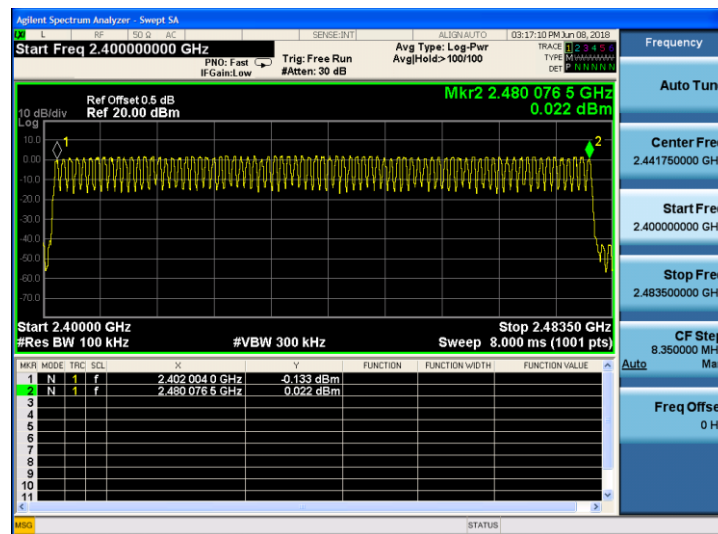 Agilent Spectrum Analyzer - Swept SA
LXI L RF 50 Ω AC SENSE:INT ALIGNAUTO 03:17:10 PM Jun 08, 2018
Start Freq 2.400000000 GHz
PNO: Fast
IFGain:Low
Trig: Free Run
#Atten: 30 dB
Avg Type: Log-Pwr
Avg|Hold:>100/100
TRACE 1 2 3 4 5 6
TYPE M
DET P N N N N N
Mkr2 2.480 076 5 GHz
0.022 dBm
Ref Offset 0.5 dB
Ref 20.00 dBm
10 dB/div
Log
1
2
10.0
0.00
-10.0
-20.0
-30.0
-40.0
-50.0
-60.0
-70.0
Start 2.40000 GHz
Stop 2.48350 GHz
#Res BW 100 kHz
#VBW 300 kHz
Sweep 8.000 ms (1001 pts)
MKR MODE TRC SCL X Y FUNCTION FUNCTION WIDTH FUNCTION VALUE
1 N 1 f 2.402 004 0 GHz -0.133 dBm
2 N 1 f 2.480 076 5 GHz 0.022 dBm
3
4
5
6
7
8
9
10
11
MSG
STATUS
Frequency
Auto Tun
Center Fre
2.441750000 GH
Start Fre
2.400000000 GH
Stop Fre
2.483500000 GH
CF Step
8.350000 MH
Auto Ma
Freq Offse
0 H